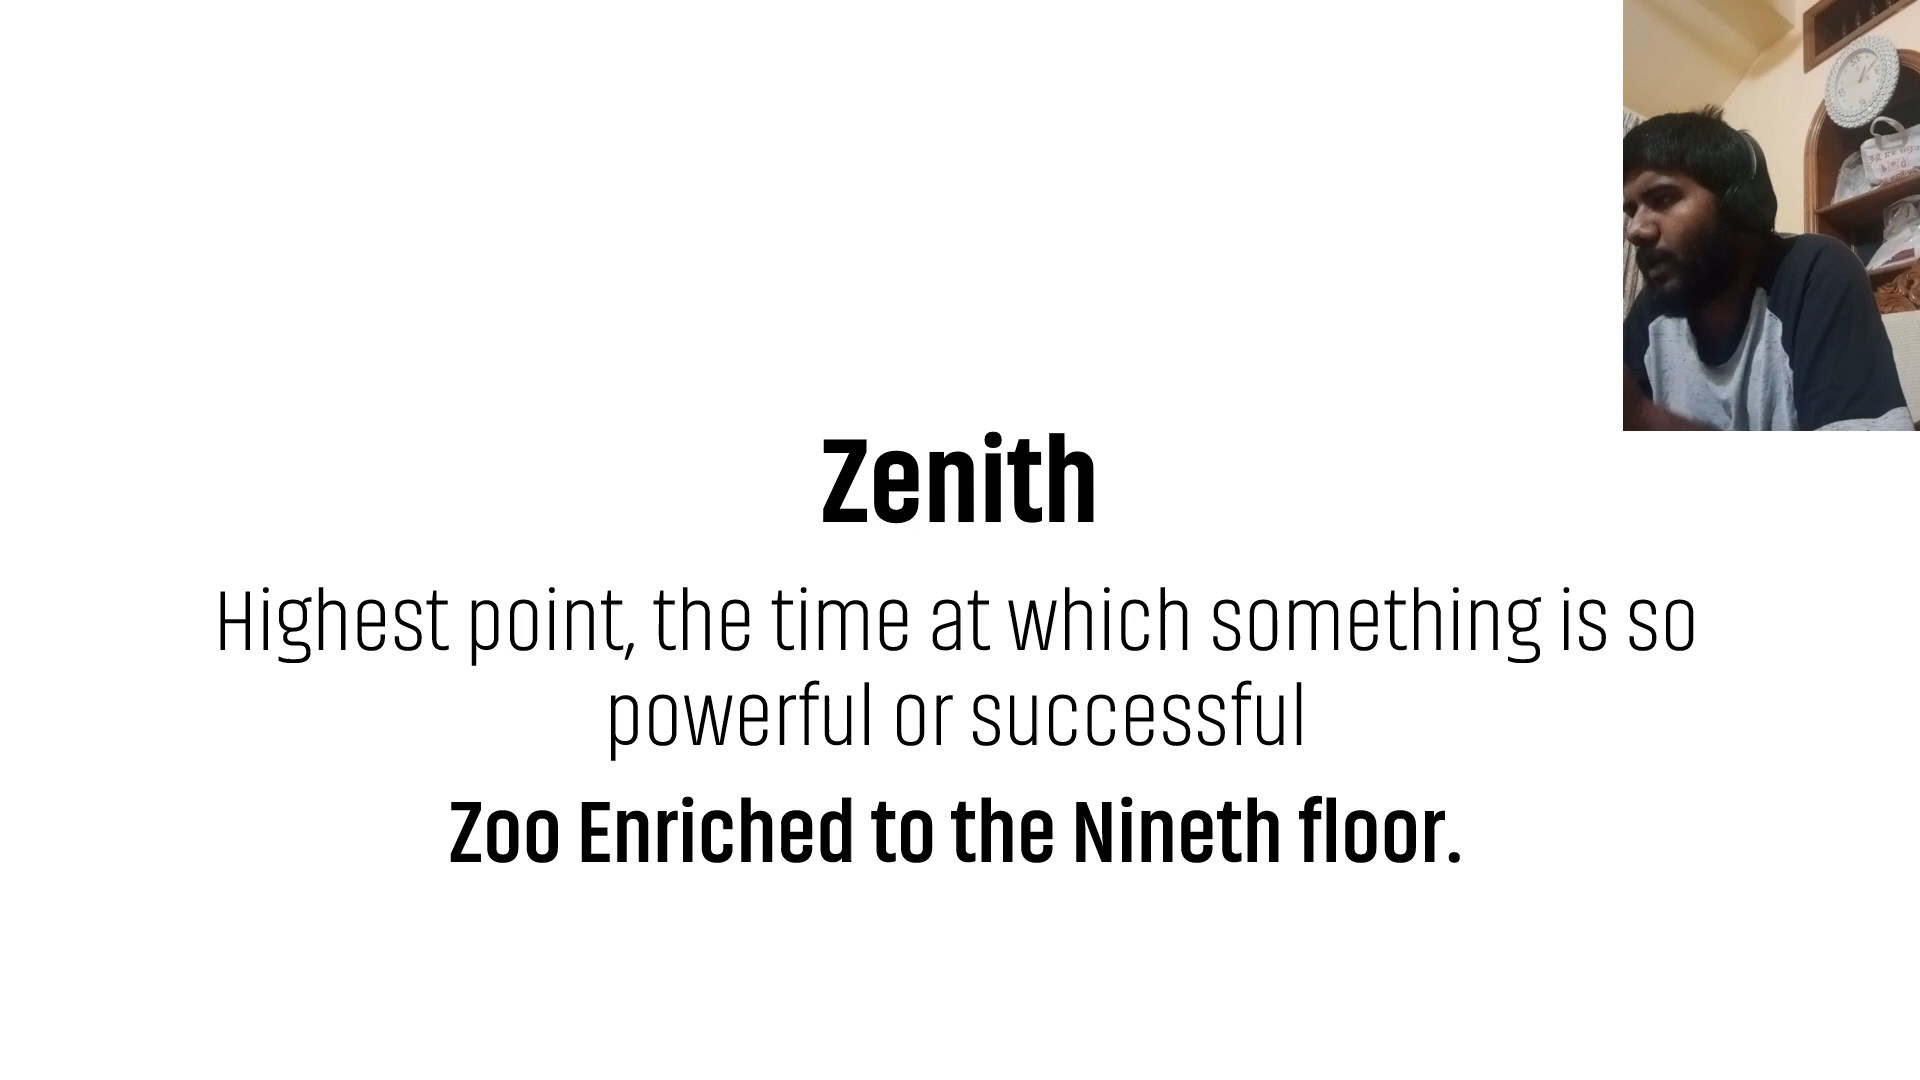 Zenith
Highest point, the time at which something is so
powerful or successful
Zoo Enriched to the Nineth floor.